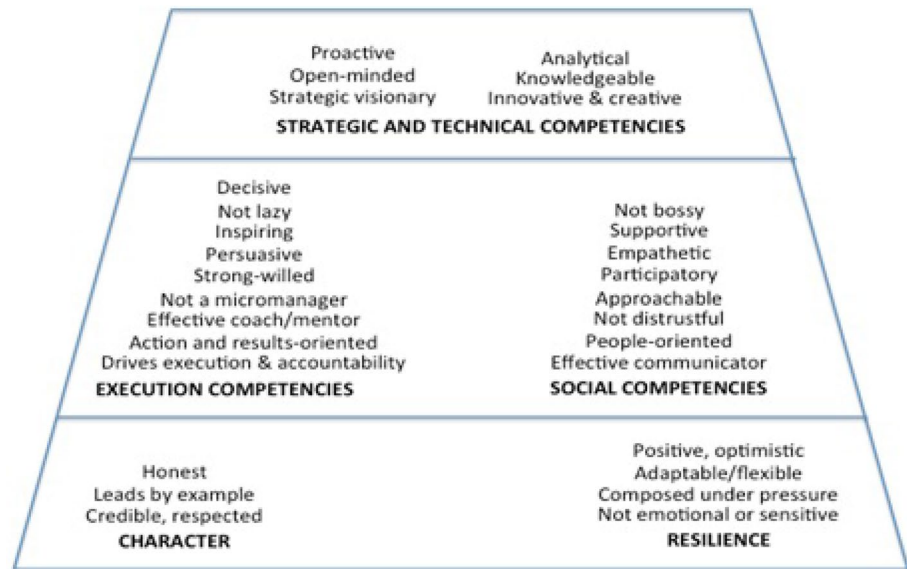 Proactive
Open-minded
Strategic visionary
Analytical
Knowledgeable
Innovative & creative
STRATEGIC AND TECHNICAL COMPETENCIES
Decisive
Not lazy
Inspiring
Persuasive
Strong-willed
Not a micromanager
Effective coach/mentor
Action and results-oriented
Drives execution & accountability
EXECUTION COMPETENCIES
Not bossy
Supportive
Empathetic
Participatory
Approachable
Not distrustful
People-oriented
Effective communicator
SOCIAL COMPETENCIES
Honest
Leads by example
Credible, respected
CHARACTER
Positive, optimistic
Adaptable/flexible
Composed under pressure
Not emotional or sensitive
RESILIENCE